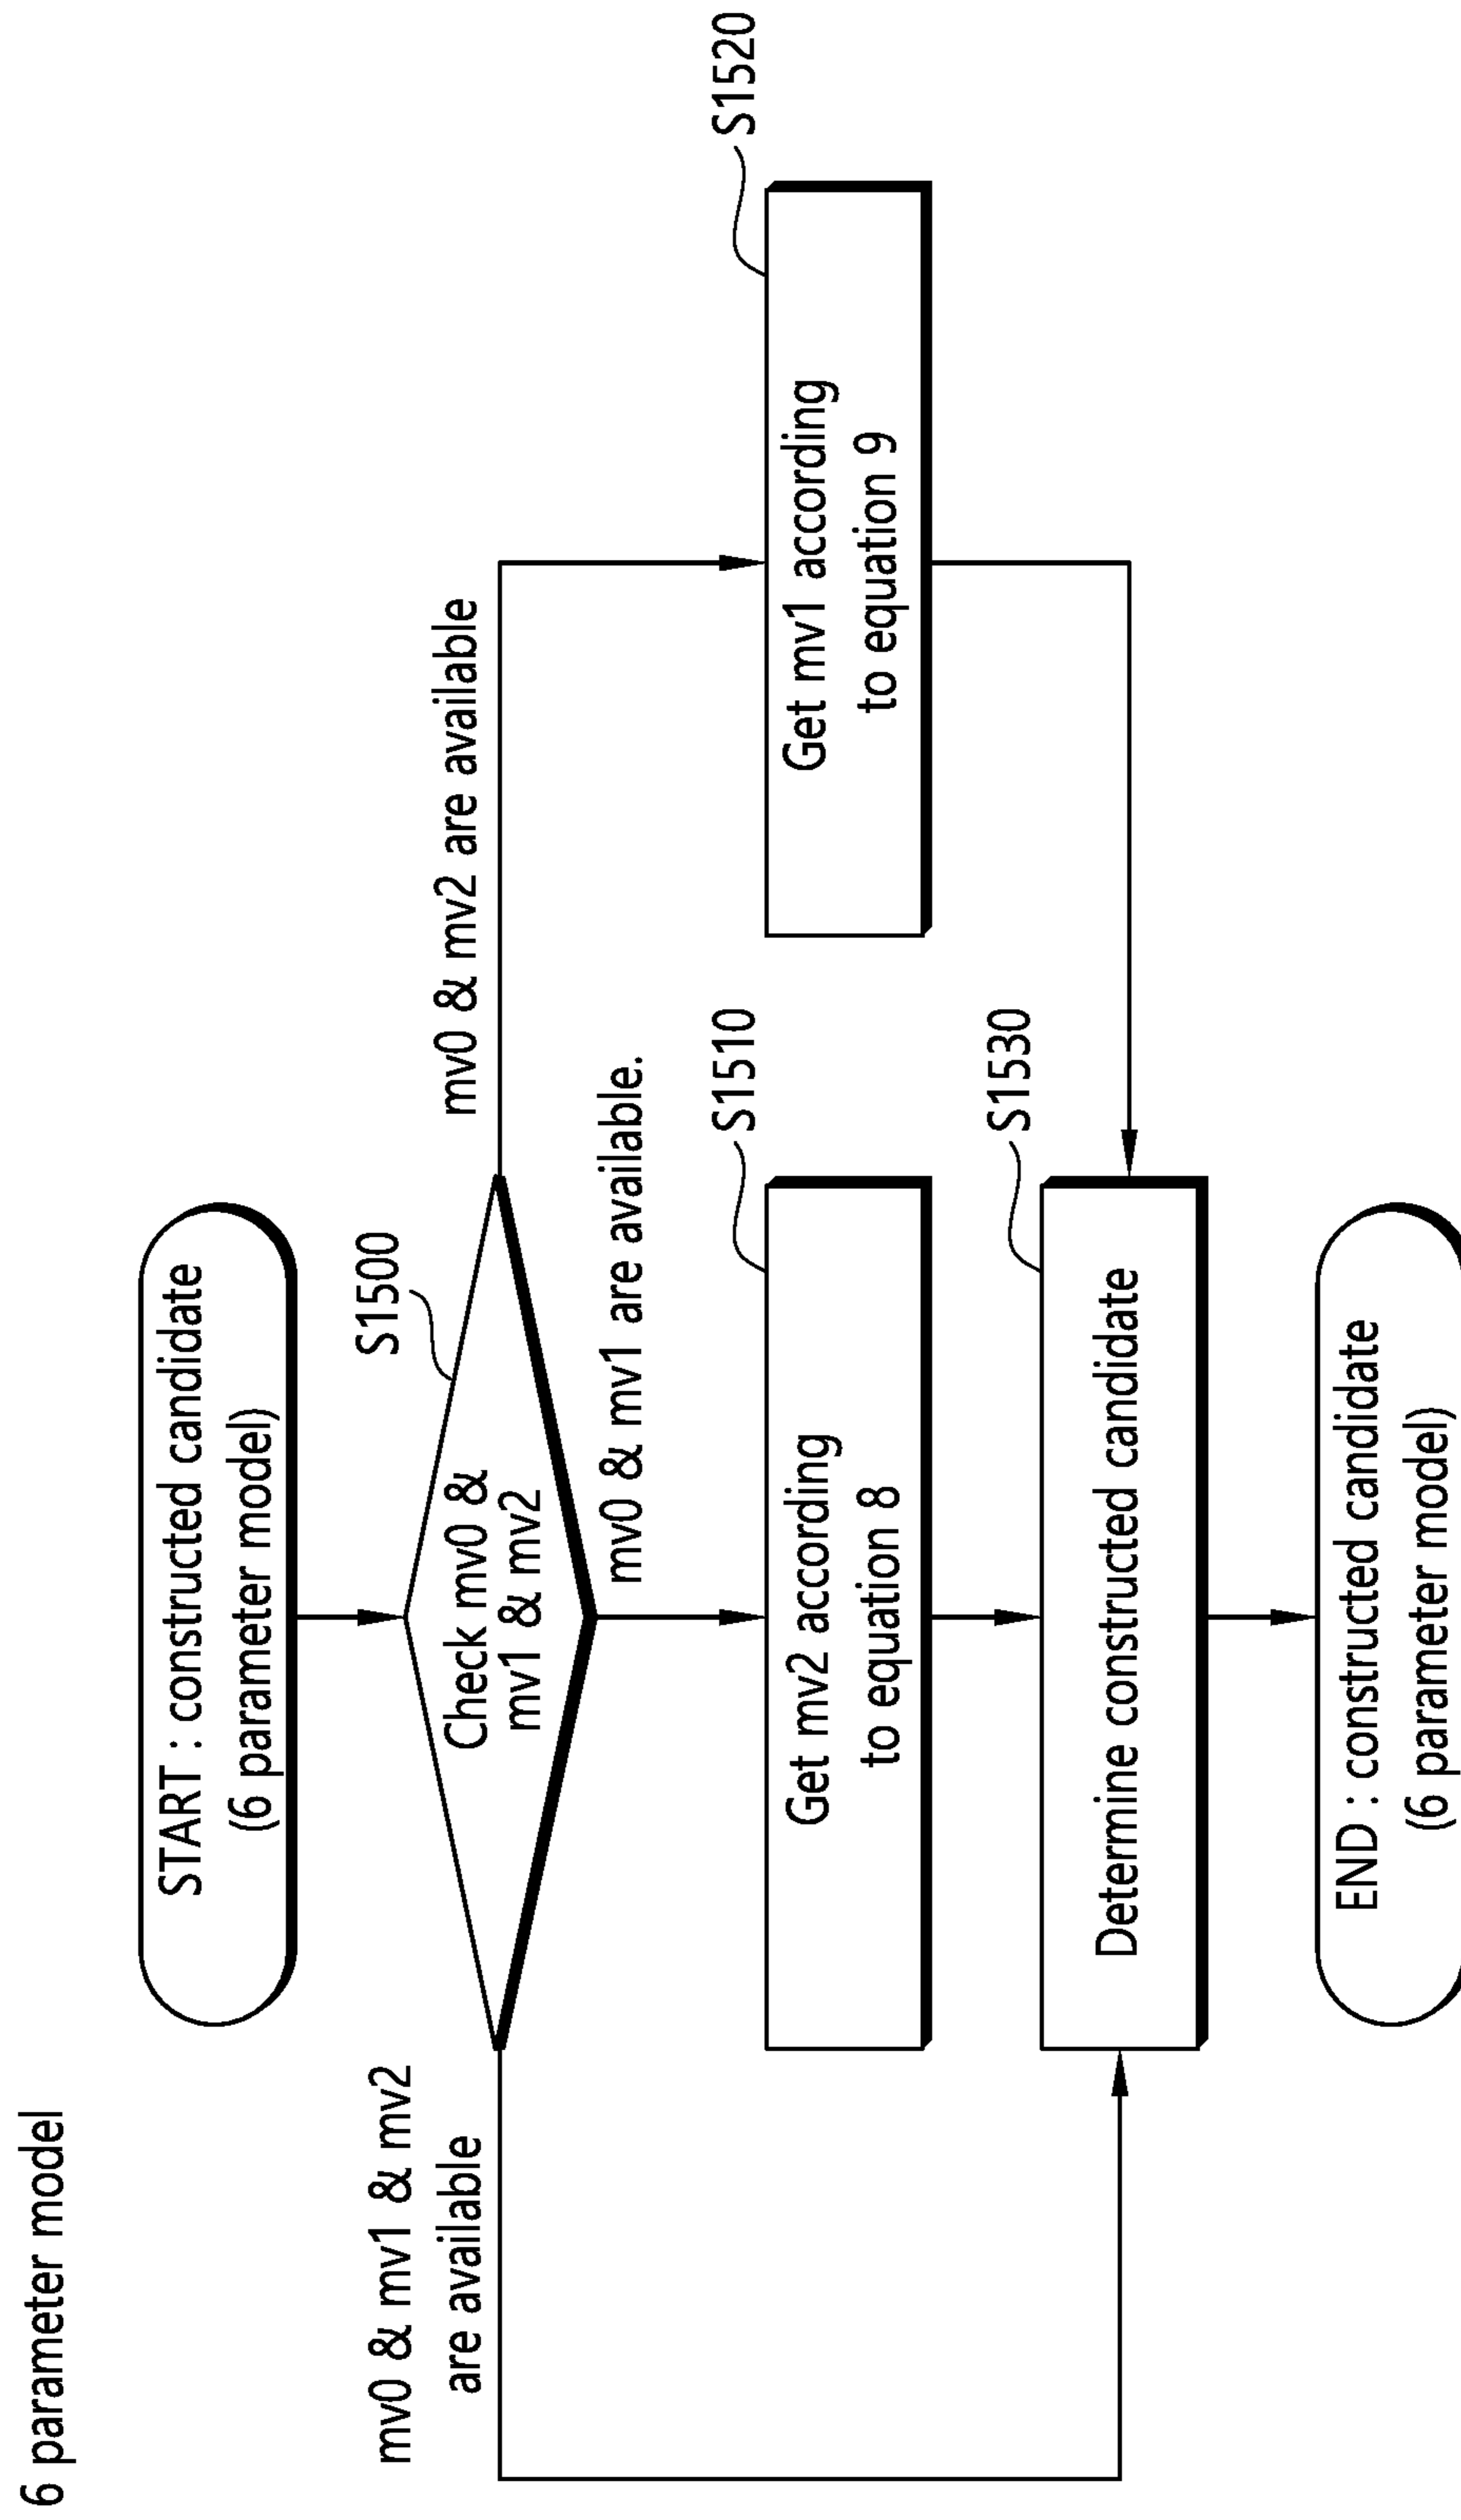 6 parameter model
START : constructed candidate
(6 parameter model)
S1500
Check mv0 &
mv1 & mv2
mv0 & mv1 & mv2
are available
mv0 & mv2 are available
mv0 & mv1 are available.
S1510
Get mv2 according
to equation 8
S1520
Get mv1 according
to equation 9
S1530
Determine constructed candidate
END : constructed candidate
(6 parameter model)